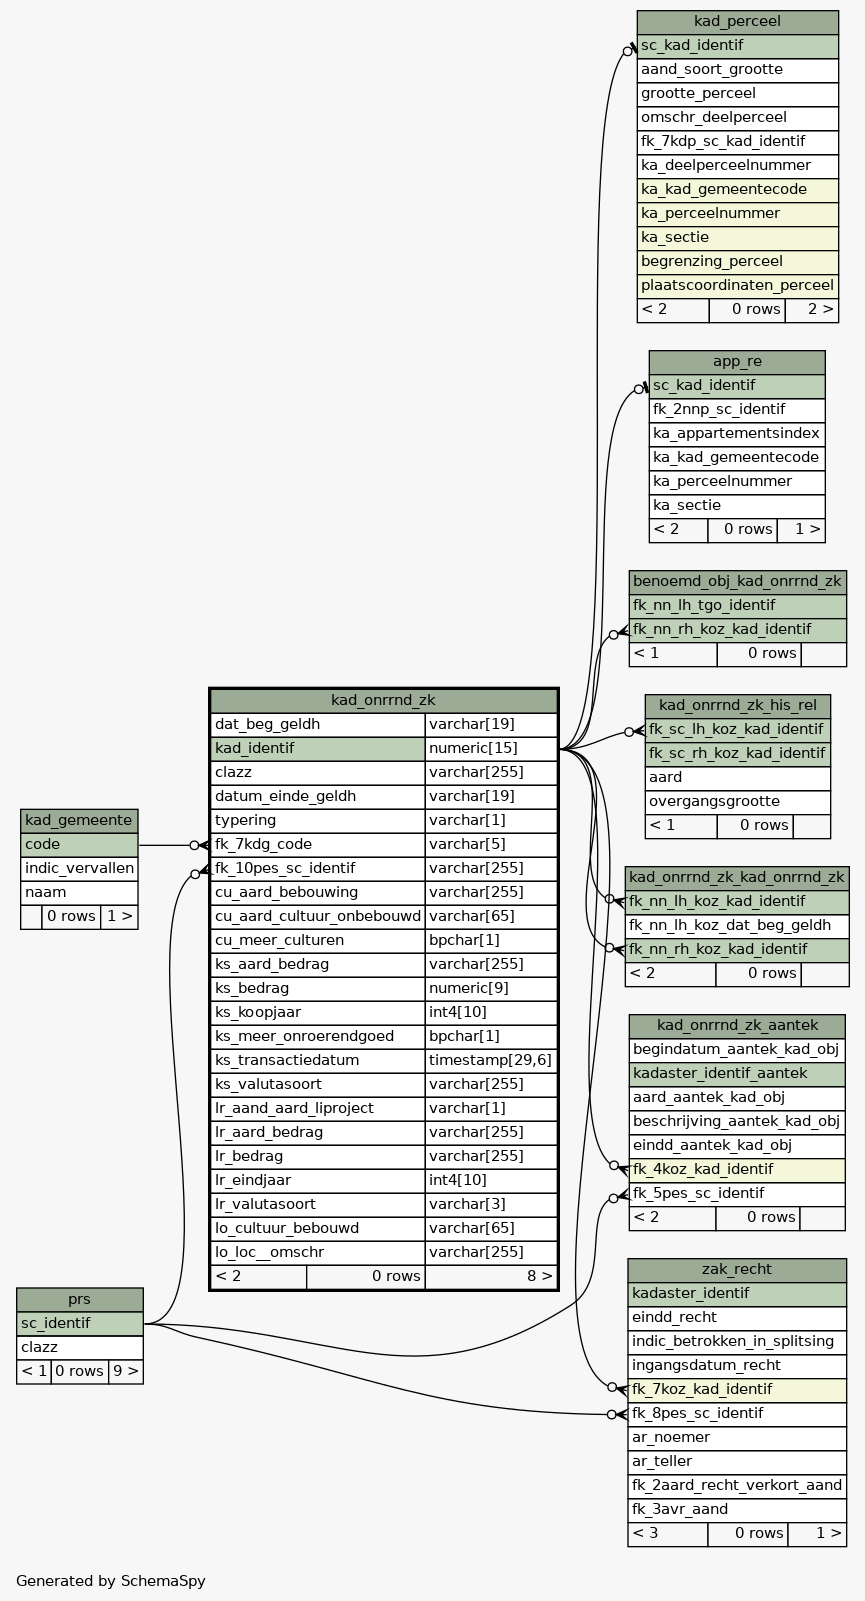 kad_perceel
sc_kad_identif
aand_soort_grootte
grootte_perceel
omschr_deelperceel
fk_7kdp_sc_kad_identif
ka_deelperceelnummer
ka_kad_gemeentecode
ka_perceelnummer
ka_sectie
begrenzing_perceel
plaatscoordinaten_perceel
< 2 0 rows 2 >
app_re
sc_kad_identif
fk_2nnp_sc_identif
ka_appartementsindex
ka_kad_gemeentecode
ka_perceelnummer
ka_sectie
< 2 0 rows 1 >
benoemd_obj_kad_onrrnd_zk
fk_nn_lh_tgo_identif
fk_nn_rh_koz_kad_identif
< 1 0 rows
kad_onrrnd_zk
dat_beg_geldh varchar[19]
kad_identif numeric[15]
clazz varchar[255]
datum_einde_geldh varchar[19]
typering varchar[1]
fk_7kdg_code varchar[5]
fk_10pes_sc_identif varchar[255]
cu_aard_bebouwing varchar[255]
cu_aard_cultuur_onbebouwd varchar[65]
cu_meer_culturen bpchar[1]
ks_aard_bedrag varchar[255]
ks_bedrag numeric[9]
ks_koopjaar int4[10]
ks_meer_onroerendgoed bpchar[1]
ks_transactiedatum timestamp[29,6]
ks_valutasoort varchar[255]
lr_aand_aard_liproject varchar[1]
lr_aard_bedrag varchar[255]
lr_bedrag varchar[255]
lr_eindjaar int4[10]
lr_valutasoort varchar[3]
lo_cultuur_bebouwd varchar[65]
lo_loc__omschr varchar[255]
< 2 0 rows 8 >
kad_onrrnd_zk_his_rel
fk_sc_lh_koz_kad_identif
fk_sc_rh_koz_kad_identif
aard
overgangsgrootte
< 1 0 rows
kad_gemeente
code
indic_vervallen
naam
0 rows 1 >
kad_onrrnd_zk_kad_onrrnd_zk
fk_nn_lh_koz_kad_identif
fk_nn_lh_koz_dat_beg_geldh
fk_nn_rh_koz_kad_identif
< 2 0 rows
kad_onrrnd_zk_aantek
begindatum_aantek_kad_obj
kadaster_identif_aantek
aard_aantek_kad_obj
beschrijving_aantek_kad_obj
eindd_aantek_kad_obj
fk_4koz_kad_identif
fk_5pes_sc_identif
< 2 0 rows
prs
sc_identif
clazz
< 1 0 rows 9 >
zak_recht
kadaster_identif
eindd_recht
indic_betrokken_in_splitsing
ingangsdatum_recht
fk_7koz_kad_identif
fk_8pes_sc_identif
ar_noemer
ar_teller
fk_2aard_recht_verkort_aand
fk_3avr_aand
< 3 0 rows 1 >
Generated by SchemaSpy